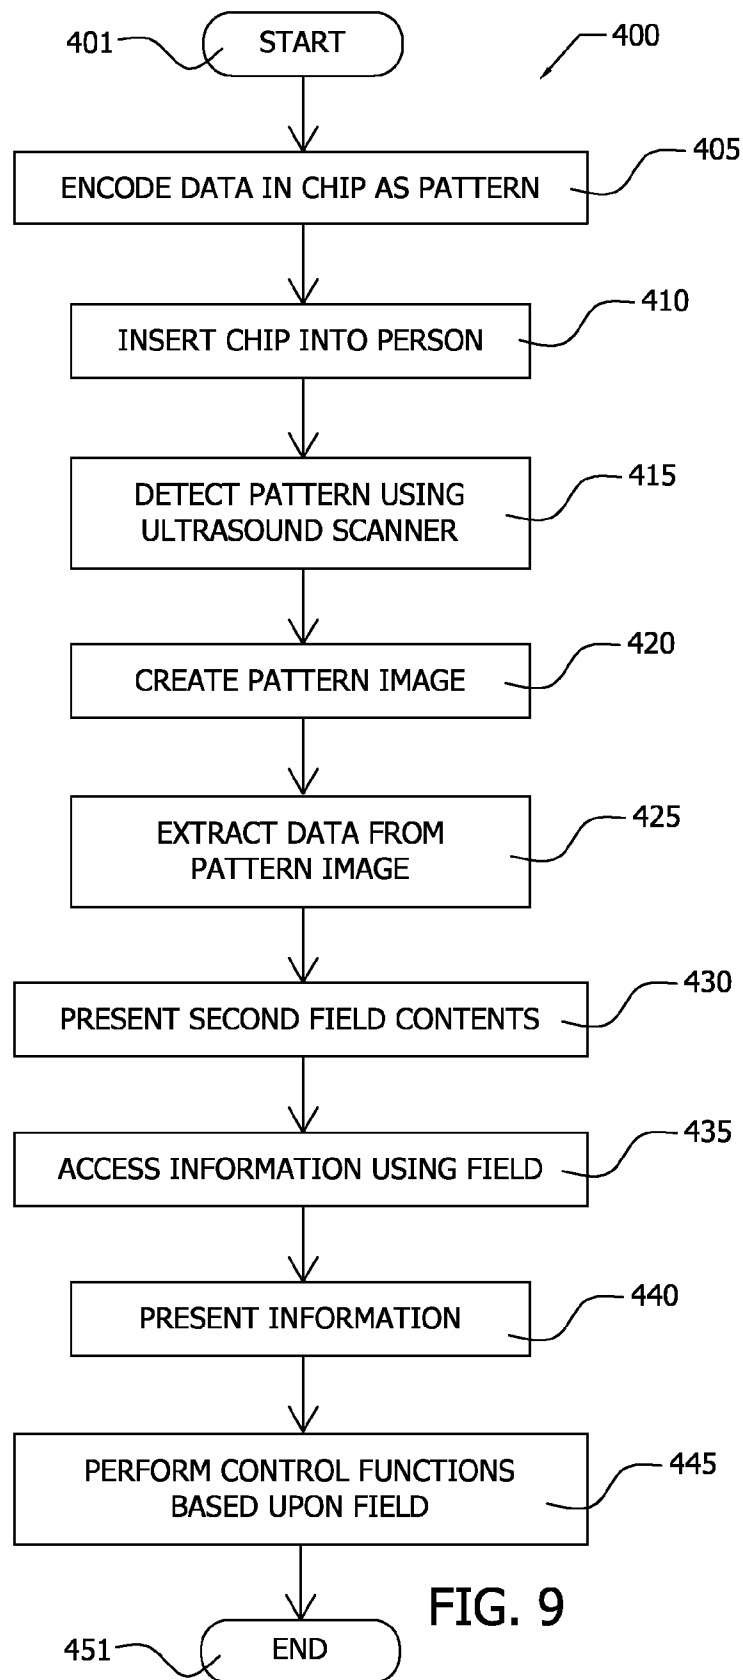 401
START
400
ENCODE DATA IN CHIP AS PATTERN
405
INSERT CHIP INTO PERSON
410
DETECT PATTERN USING
ULTRASOUND SCANNER
415
CREATE PATTERN IMAGE
420
EXTRACT DATA FROM
PATTERN IMAGE
425
PRESENT SECOND FIELD CONTENTS
430
ACCESS INFORMATION USING FIELD
435
PRESENT INFORMATION
440
PERFORM CONTROL FUNCTIONS
BASED UPON FIELD
445
451
END
FIG. 9